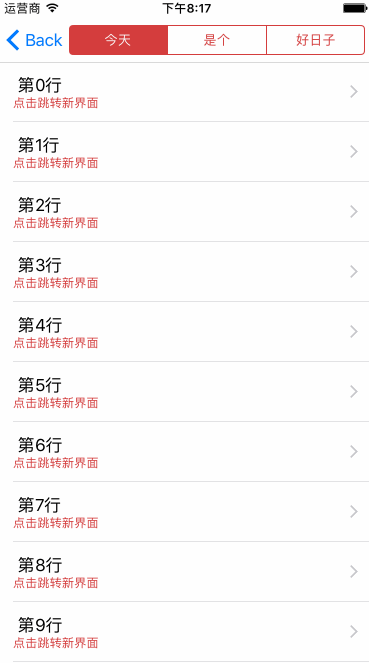 运营商 下午8:17
Back 今天 是个 好日子
第0行
点击跳转新界面
第1行
点击跳转新界面
第2行
点击跳转新界面
第3行
点击跳转新界面
第4行
点击跳转新界面
第5行
点击跳转新界面
第6行
点击跳转新界面
第7行
点击跳转新界面
第8行
点击跳转新界面
第9行
点击跳转新界面